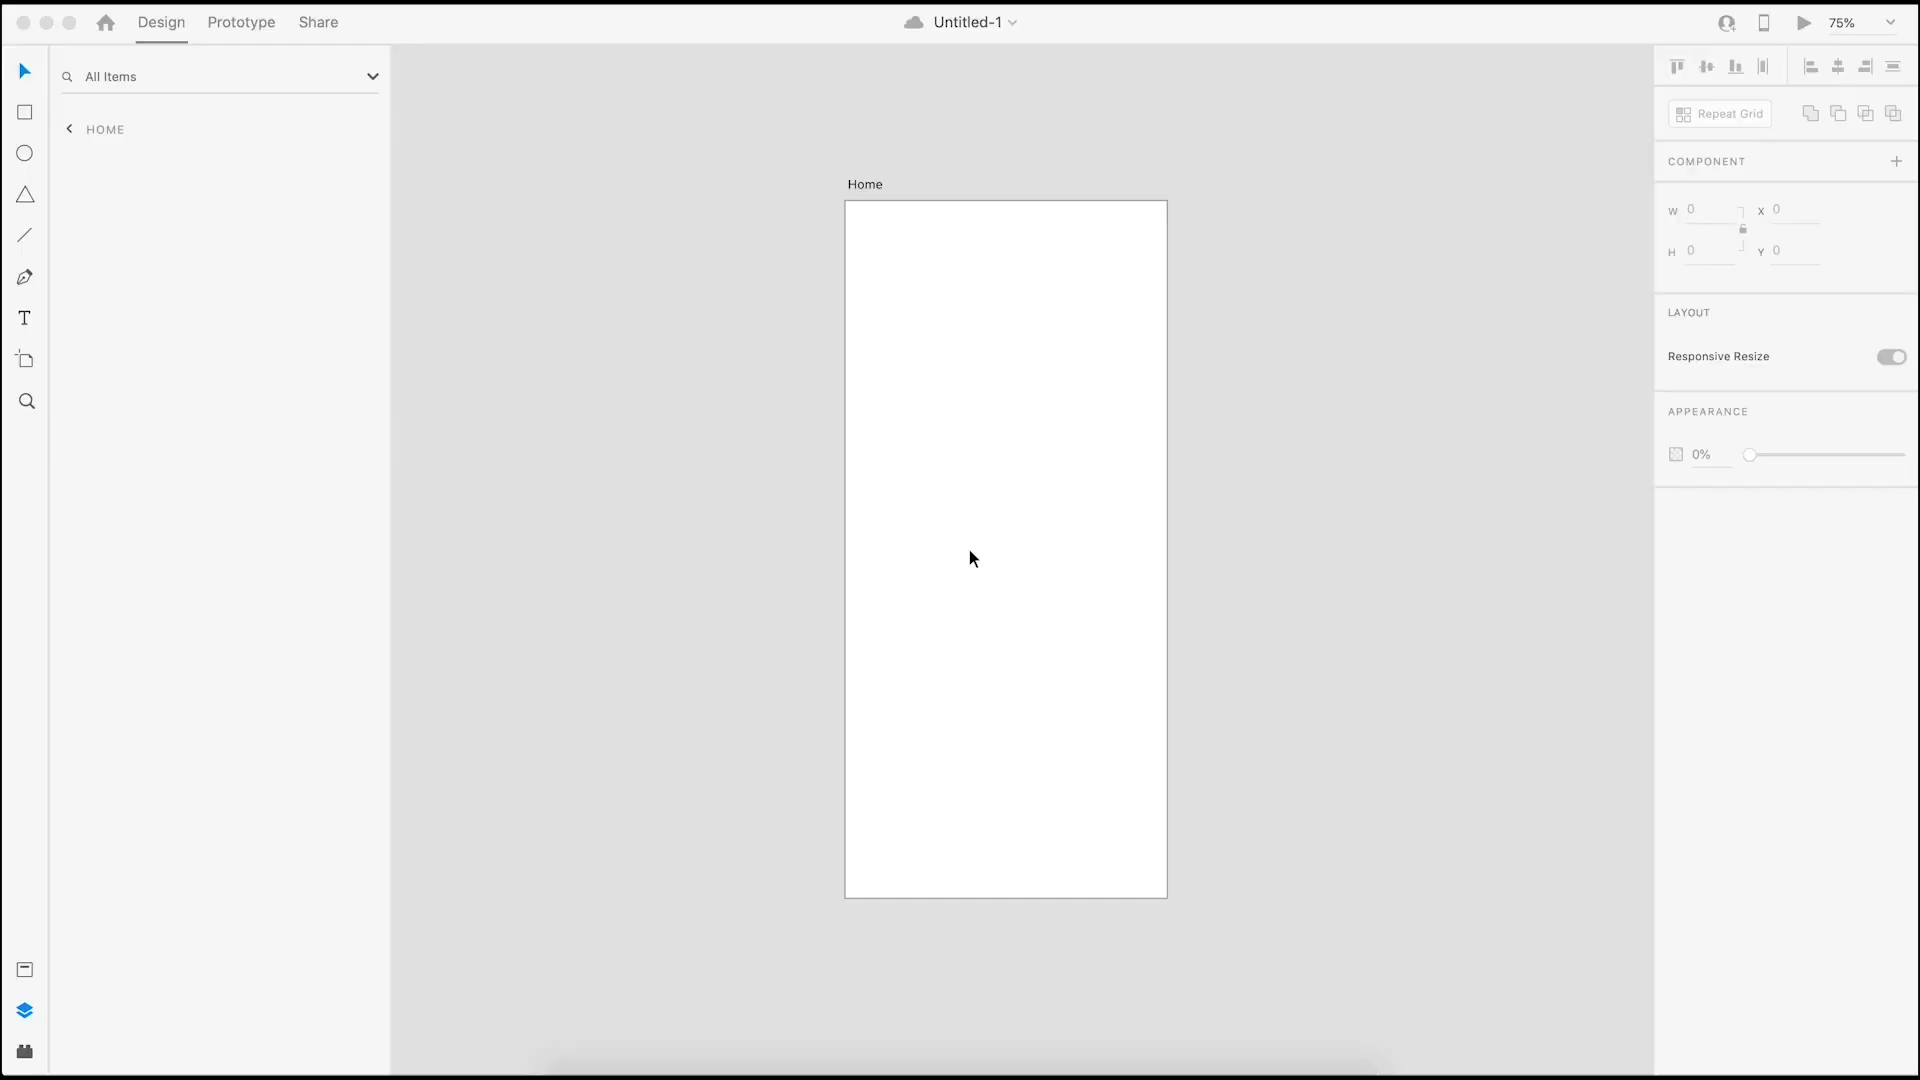 Design Prototype Share Untitled-1 75%
All Items
HOME
Home
Repeat Grid
COMPONENT
W 0 X 0
H 0 Y 0
LAYOUT
Responsive Resize
APPEARANCE
0%